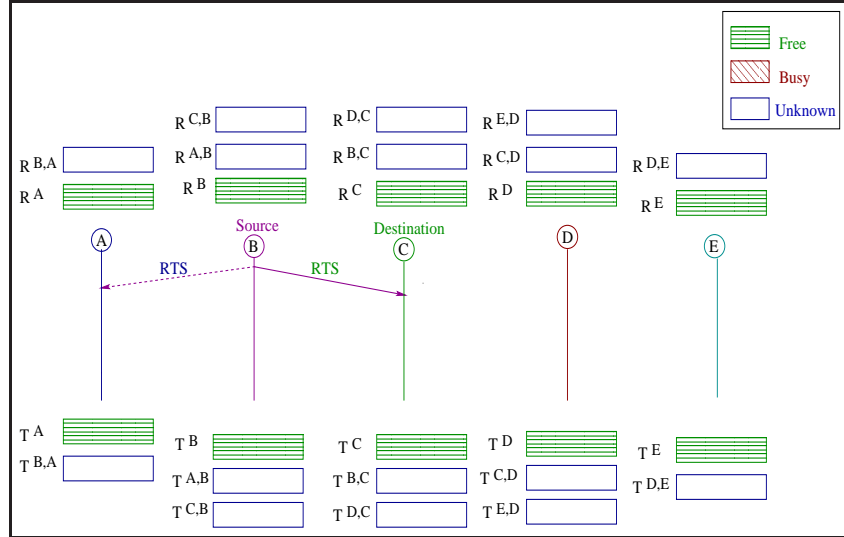 Free
Busy
Unknown
R C,B
R D,C
R E,D
R B,A
R A,B
R B,C
R C,D
R D,E
R A
R B
R C
R D
R E
Source
Destination
A
B
C
D
E
RTS
RTS
T A
T B
T C
T D
T E
T B,A
T A,B
T B,C
T C,D
T D,E
T C,B
T D,C
T E,D